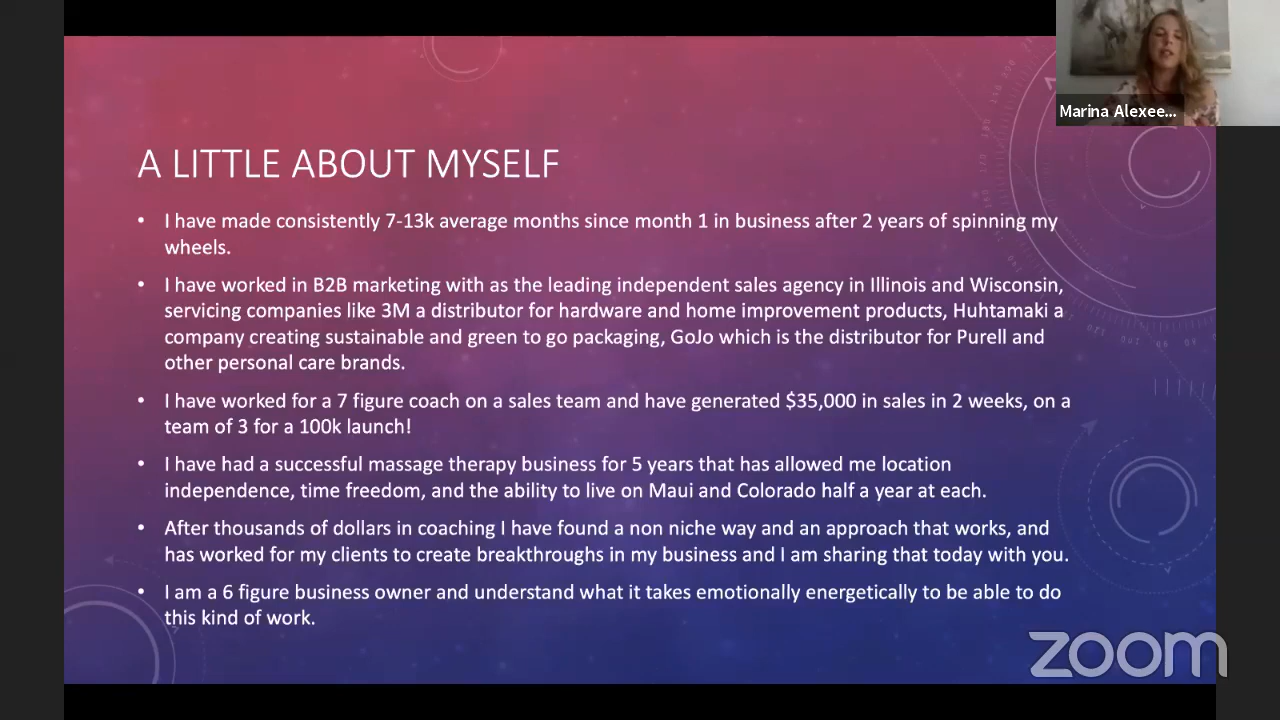 Marina Alexee...
A LITTLE ABOUT MYSELF
• I have made consistently 7-13k average months since month 1 in business after 2 years of spinning my
wheels.
• I have worked in B2B marketing with as the leading independent sales agency in Illinois and Wisconsin,
servicing companies like 3M a distributor for hardware and home improvement products, Huhtamaki a
company creating sustainable and green to go packaging, GoJo which is the distributor for Purell and
other personal care brands.
• I have worked for a 7 figure coach on a sales team and have generated $35,000 in sales in 2 weeks, on a
team of 3 for a 100k launch!
• I have had a successful massage therapy business for 5 years that has allowed me location
independence, time freedom, and the ability to live on Maui and Colorado half a year at each.
• After thousands of dollars in coaching I have found a non niche way and an approach that works, and
has worked for my clients to create breakthroughs in my business and I am sharing that today with you.
• I am a 6 figure business owner and understand what it takes emotionally energetically to be able to do
this kind of work.
zoom